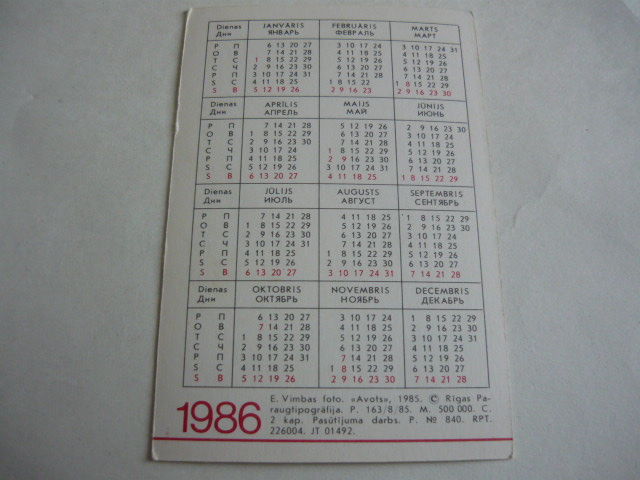 Dienas JANVĀRIS FEBRUĀRIS MARTS
Дни ЯНВАРЬ ФЕВРАЛЬ МАРТ
P П 6 13 20 27 3 10 17 24 3 10 17 24 31
O В 7 14 21 28 4 11 18 25 4 11 18 25
T С 1 8 15 22 29 5 12 19 26 5 12 19 26
C Ч 2 9 16 23 30 6 13 20 27 6 13 20 27
P П 3 10 17 24 31 7 14 21 28 7 14 21 28
S С 4 11 18 25 1 8 15 22 1 8 15 22 29
S В 5 12 19 26 2 9 16 23 2 9 16 23 30
Dienas APRĪLIS MAIJS JŪNIJS
Дни АПРЕЛЬ МАЙ ИЮНЬ
P П 7 14 21 28 5 12 19 26 2 9 16 23 30
O В 1 8 15 22 29 6 13 20 27 3 10 17 24
T С 2 9 16 23 30 7 14 21 28 4 11 18 25
C Ч 3 10 17 24 1 8 15 22 29 5 12 19 26
P П 4 11 18 25 2 9 16 23 30 6 13 20 27
S С 5 12 19 26 3 10 17 24 31 7 14 21 28
S В 6 13 20 27 4 11 18 25 1 8 15 22 29
Dienas JŪLIJS AUGUSTS SEPTEMBRIS
Дни ИЮЛЬ АВГУСТ СЕНТЯБРЬ
P П 7 14 21 28 4 11 18 25 1 8 15 22 29
O В 1 8 15 22 29 5 12 19 26 2 9 16 23 30
T С 2 9 16 23 30 6 13 20 27 3 10 17 24
C Ч 3 10 17 24 31 7 14 21 28 4 11 18 25
P П 4 11 18 25 1 8 15 22 29 5 12 19 26
S С 5 12 19 26 2 9 16 23 30 6 13 20 27
S В 6 13 20 27 3 10 17 24 31 7 14 21 28
Dienas OKTOBRIS NOVEMBRIS DECEMBRIS
Дни ОКТЯБРЬ НОЯБРЬ ДЕКАБРЬ
P П 6 13 20 27 3 10 17 24 1 8 15 22 29
O В 7 14 21 28 4 11 18 25 2 9 16 23 30
T С 1 8 15 22 29 5 12 19 26 3 10 17 24 31
C Ч 2 9 16 23 30 6 13 20 27 4 11 18 25
P П 3 10 17 24 31 7 14 21 28 5 12 19 26
S С 4 11 18 25 1 8 15 22 29 6 13 20 27
S В 5 12 19 26 2 9 16 23 30 7 14 21 28
1986
E. Vimbas foto. «Avots», 1985. © Rīgas Pa-
raugtipogrāfija. P. 163/8/85. M. 500 000. C.
2 kap. Pasūtījuma darbs. P. № 840. RPT.
226004. JT 01492.